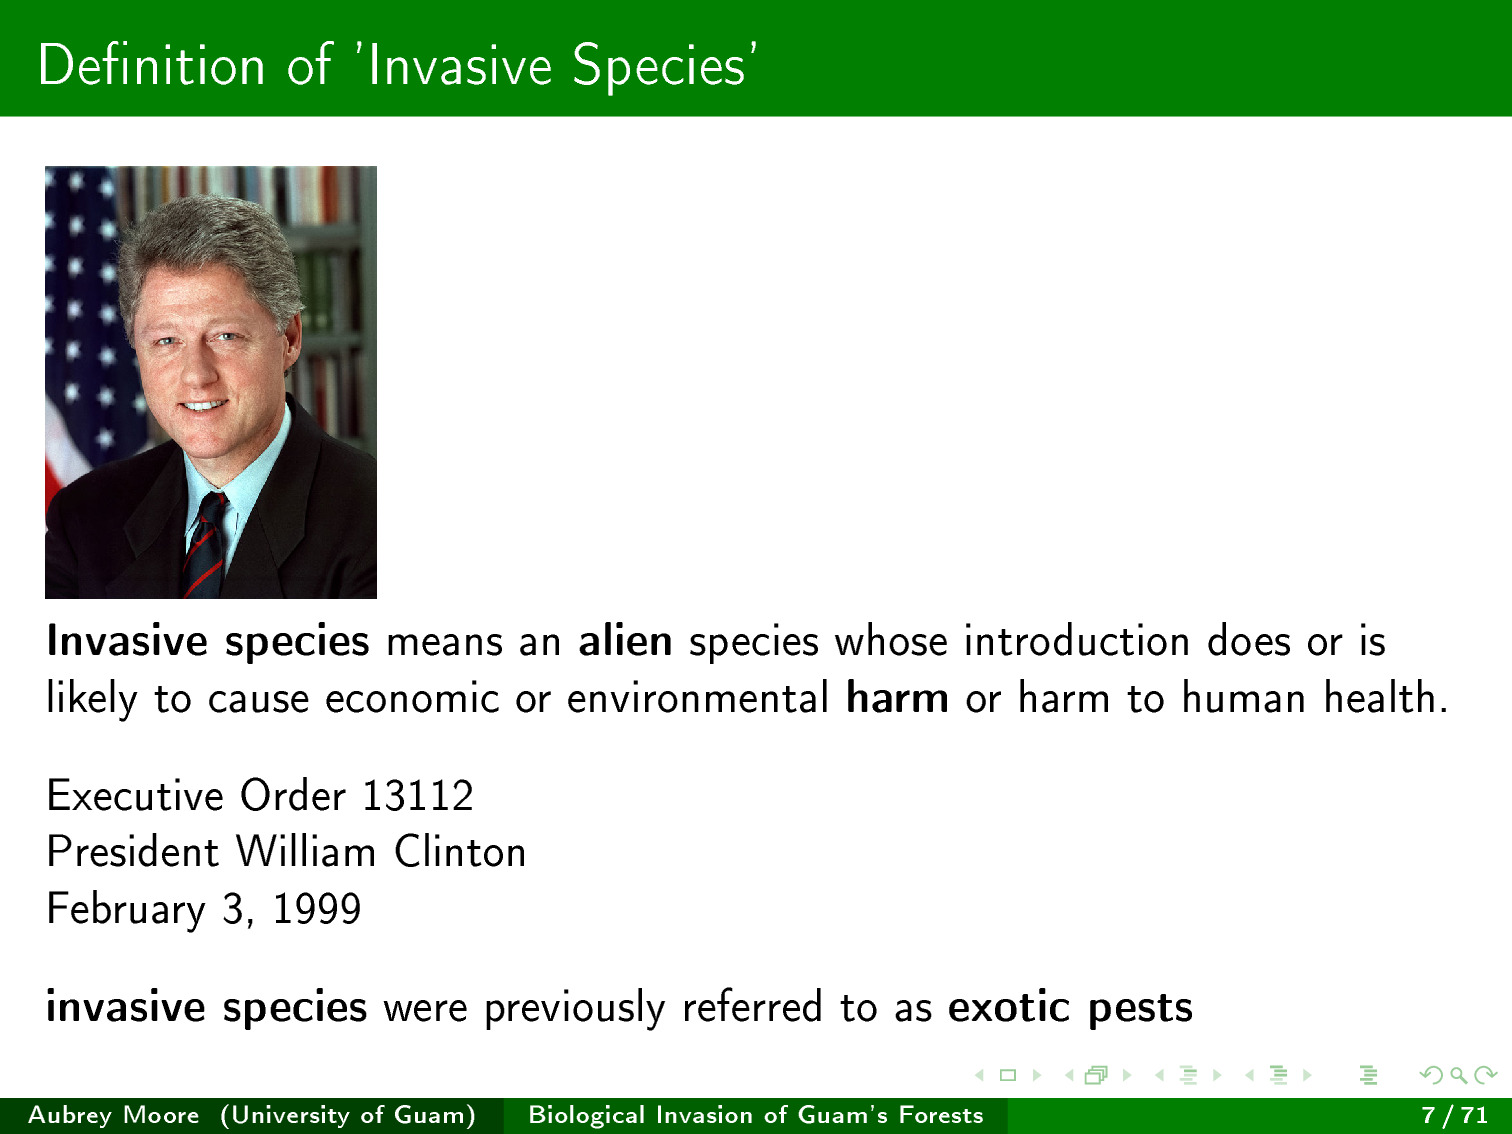 Definition of 'Invasive Species'
Invasive species means an alien species whose introduction does or is
likely to cause economic or environmental harm or harm to human health.
Executive Order 13112
President William Clinton
February 3, 1999
invasive species were previously referred to as exotic pests
Aubrey Moore (University of Guam) Biological Invasion of Guam's Forests 7 / 71